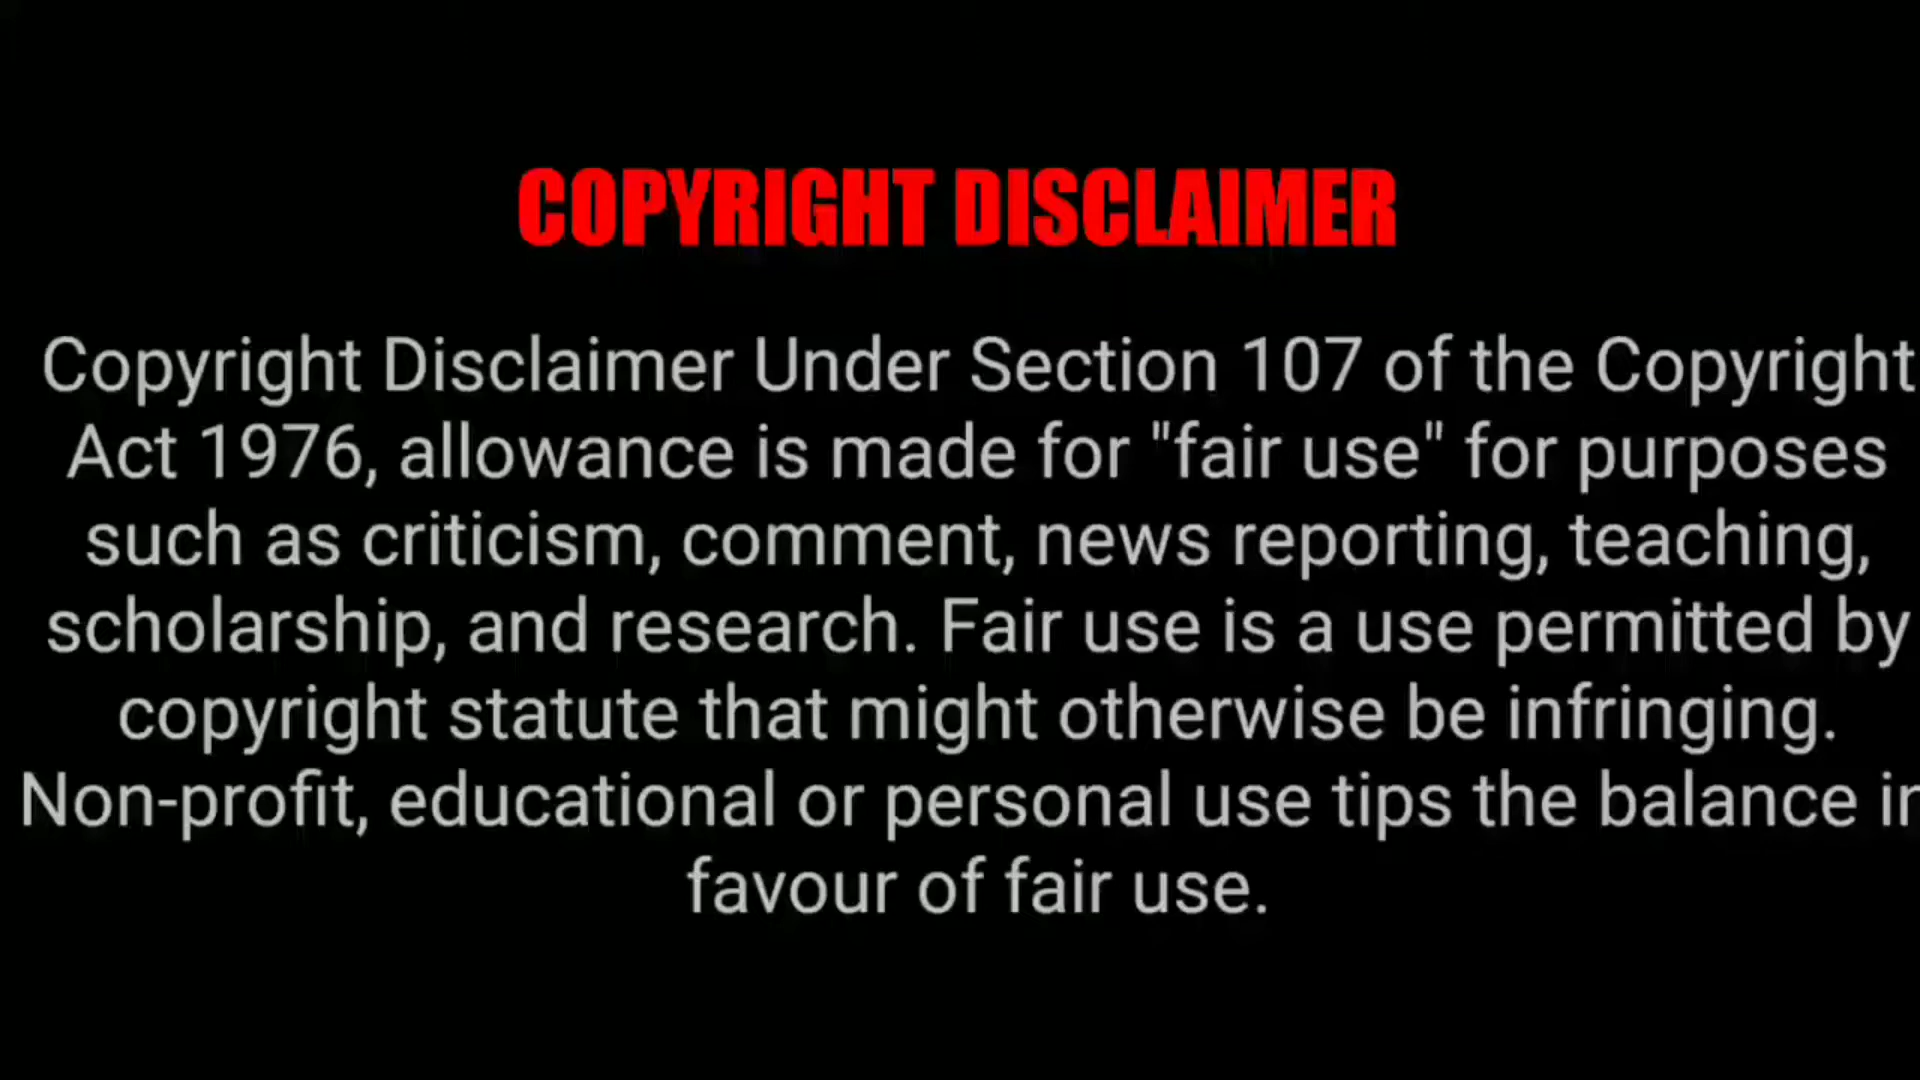 COPYRIGHT DISCLAIMER
Copyright Disclaimer Under Section 107 of the Copyright
Act 1976, allowance is made for "fair use" for purposes
such as criticism, comment, news reporting, teaching,
scholarship, and research. Fair use is a use permitted by
copyright statute that might otherwise be infringing.
Non-profit, educational or personal use tips the balance in
favour of fair use.